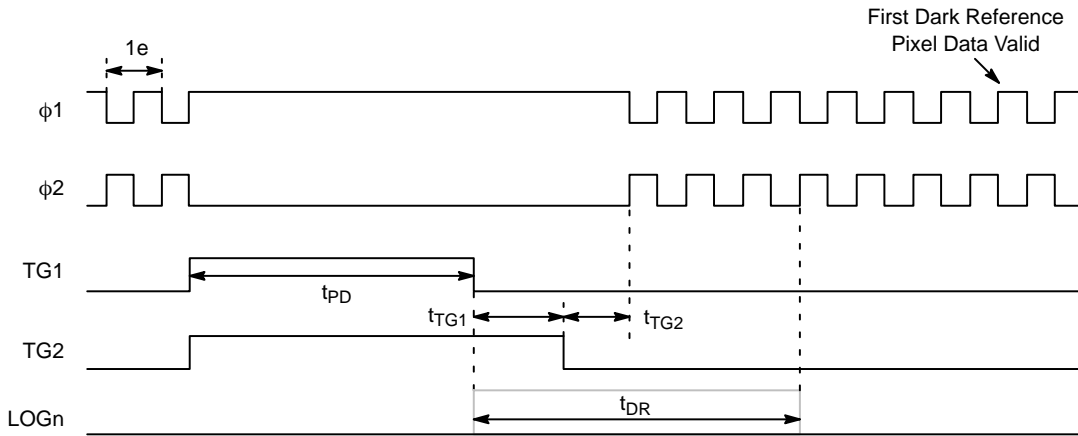 First Dark Reference
Pixel Data Valid
1e
ϕ1
ϕ2
TG1
tPD
tTG1
tTG2
TG2
tDR
LOGn